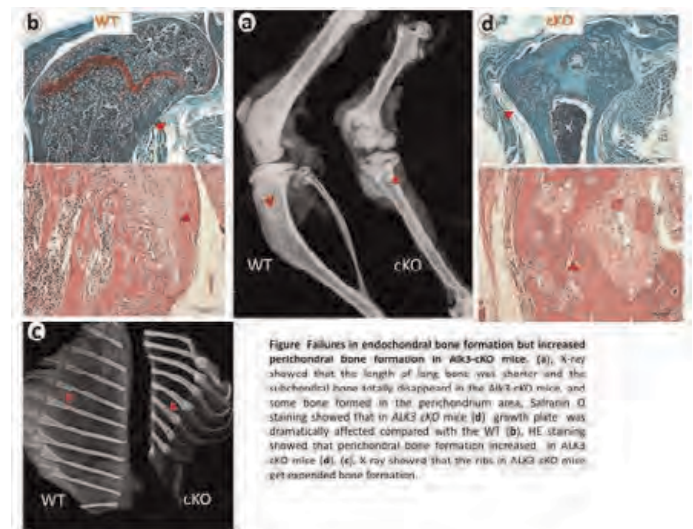 b
WT
a
d
cKO
WT
cKO
c
WT
cKO
Figure Failures in endochondral bone formation but increased
perichondral bone formation in Alk3-cKO mice. (a), X-ray
showed that the length of long bone was shorter and the
subchondral bone totally disappeared in the Alk3-cKO mice, and
some bone formed in the perichondrium area. Safranin O
staining showed that in ALK3 cKO mice (d) growth plate was
dramatically affected compared with the WT (b). HE staining
showed that perichondral bone formation increased in ALK3
cKO mice (d). (c), X-ray showed that the ribs in ALK3 cKO mice
get expended bone formation.